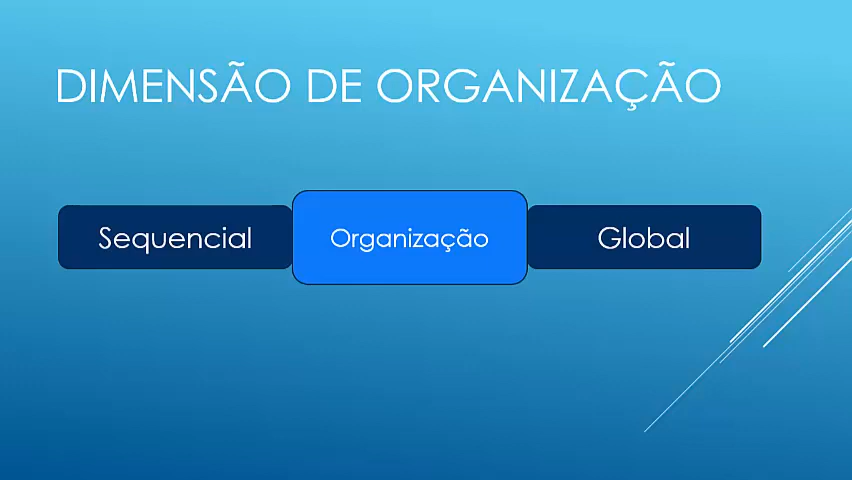 DIMENSÃO DE ORGANIZAÇÃO
Sequencial
Organização
Global